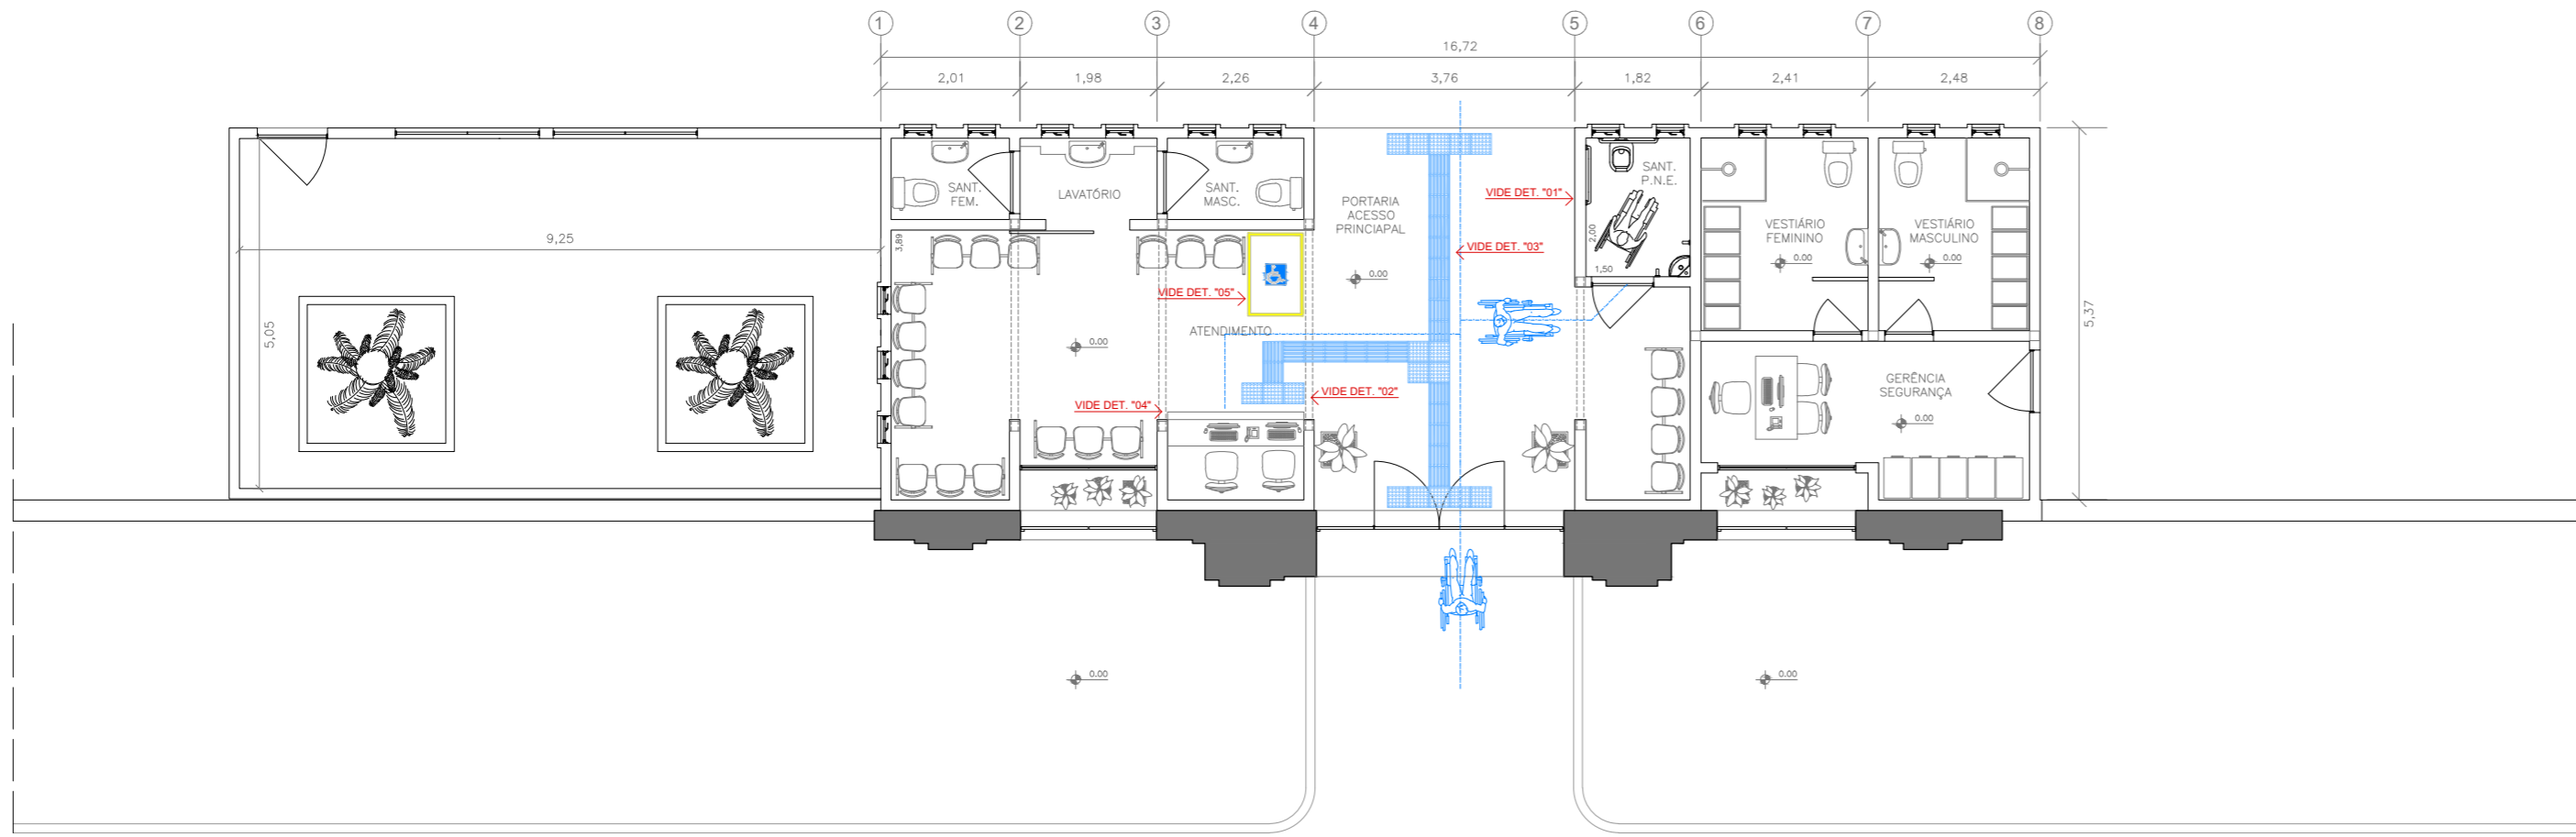 1 2 3 4 5 6 7 8
16,72
2,01 1,98 2,26 3,76 1,82 2,41 2,48
SANT.
FEM.
LAVATÓRIO
SANT.
MASC.
PORTARIA
ACESSO
PRINCIAPAL
0.00
VIDE DET. "01"
VIDE DET. "03"
SANT.
P.N.E.
2,00
1,50
VESTIÁRIO
FEMININO
0.00
VESTIÁRIO
MASCULINO
0.00
9,25
5,05
3,89
VIDE DET. "05"
ATENDIMENTO
0.00
VIDE DET. "04"
VIDE DET. "02"
GERÊNCIA
SEGURANÇA
0.00
5,37
0.00
0.00